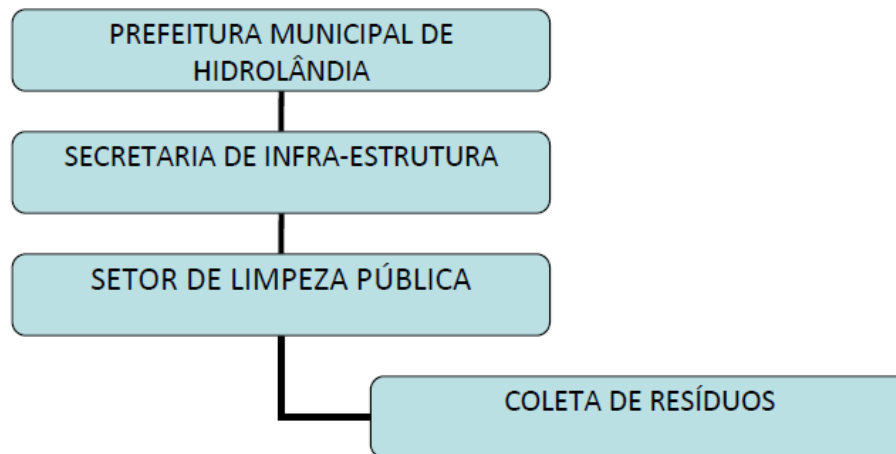 PREFEITURA MUNICIPAL DE
HIDROLÂNDIA
SECRETARIA DE INFRA-ESTRUTURA
SETOR DE LIMPEZA PÚBLICA
COLETA DE RESÍDUOS